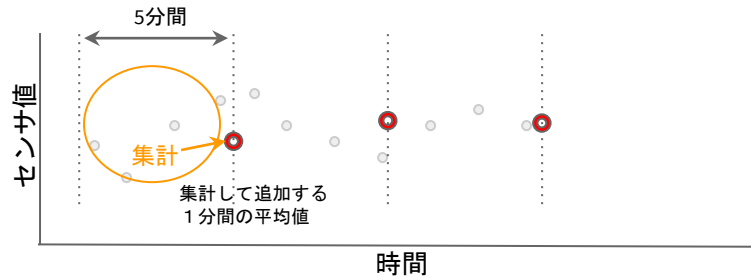 5分間
センサ値
集計
集計して追加する
１分間の平均値
時間